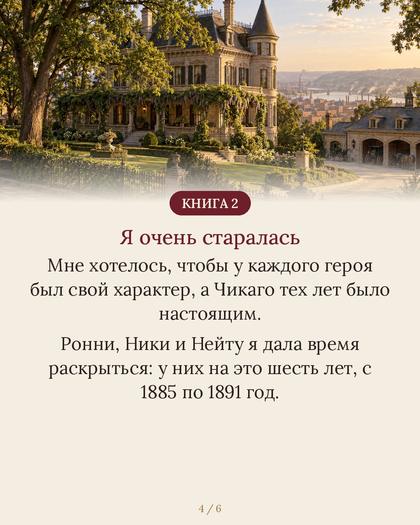 КНИГА 2
Я очень старалась
Мне хотелось, чтобы у каждого героя
был свой характер, а Чикаго тех лет было
настоящим.
Ронни, Ники и Нейту я дала время
раскрыться: у них на это шесть лет, с
1885 по 1891 год.
4 / 6